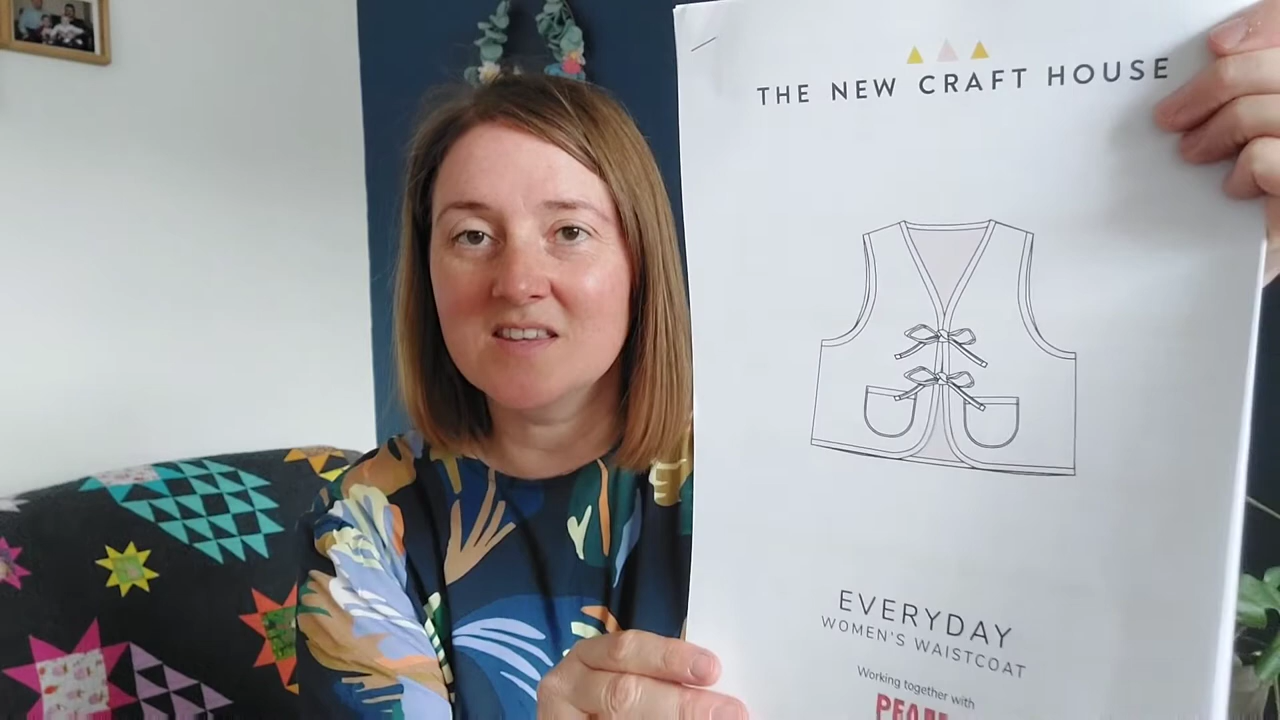 THE NEW CRAFT HOUSE
EVERYDAY
WOMEN'S WAISTCOAT
Working together with